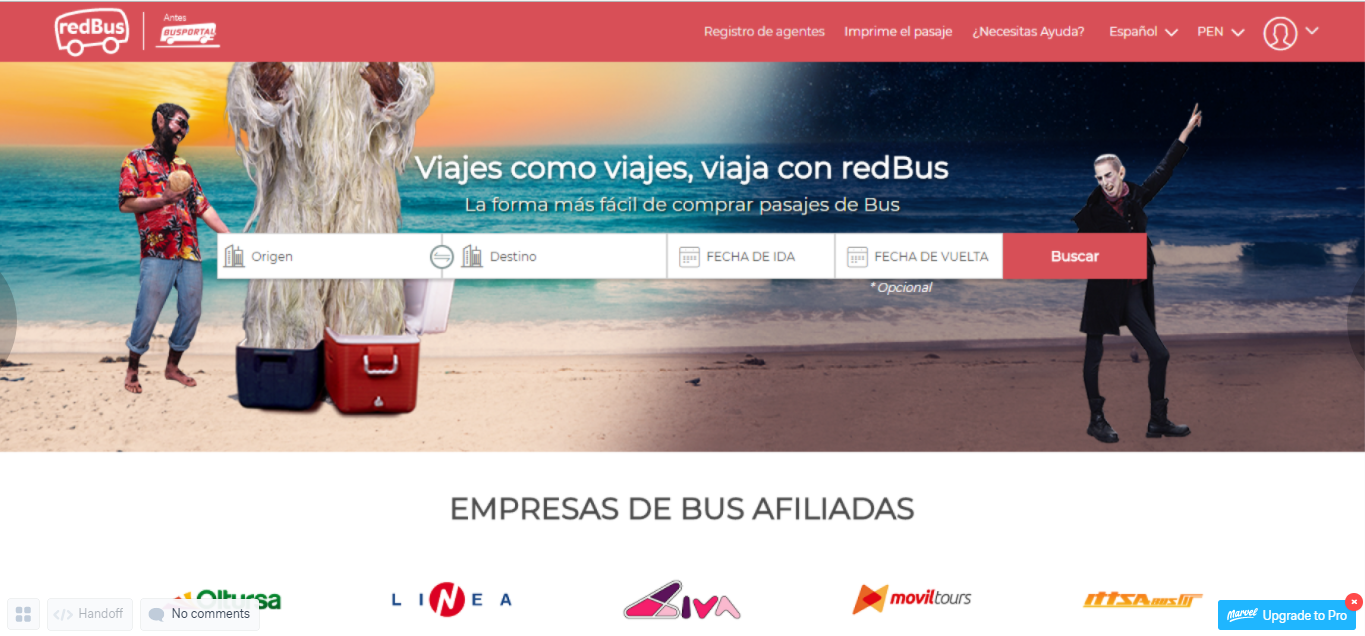 redBus
Antes
BUSPORTAL
Registro de agentes
Imprime el pasaje
¿Necesitas Ayuda?
Español
PEN
Viajes como viajes, viaja con redBus
La forma más fácil de comprar pasajes de Bus
Origen
Destino
FECHA DE IDA
FECHA DE VUELTA
Buscar
* Opcional
EMPRESAS DE BUS AFILIADAS
Oltursa
LINEA
CIVA
moviltours
ITTSA BUS
</> Handoff
No comments
Marvel Upgrade to Pro